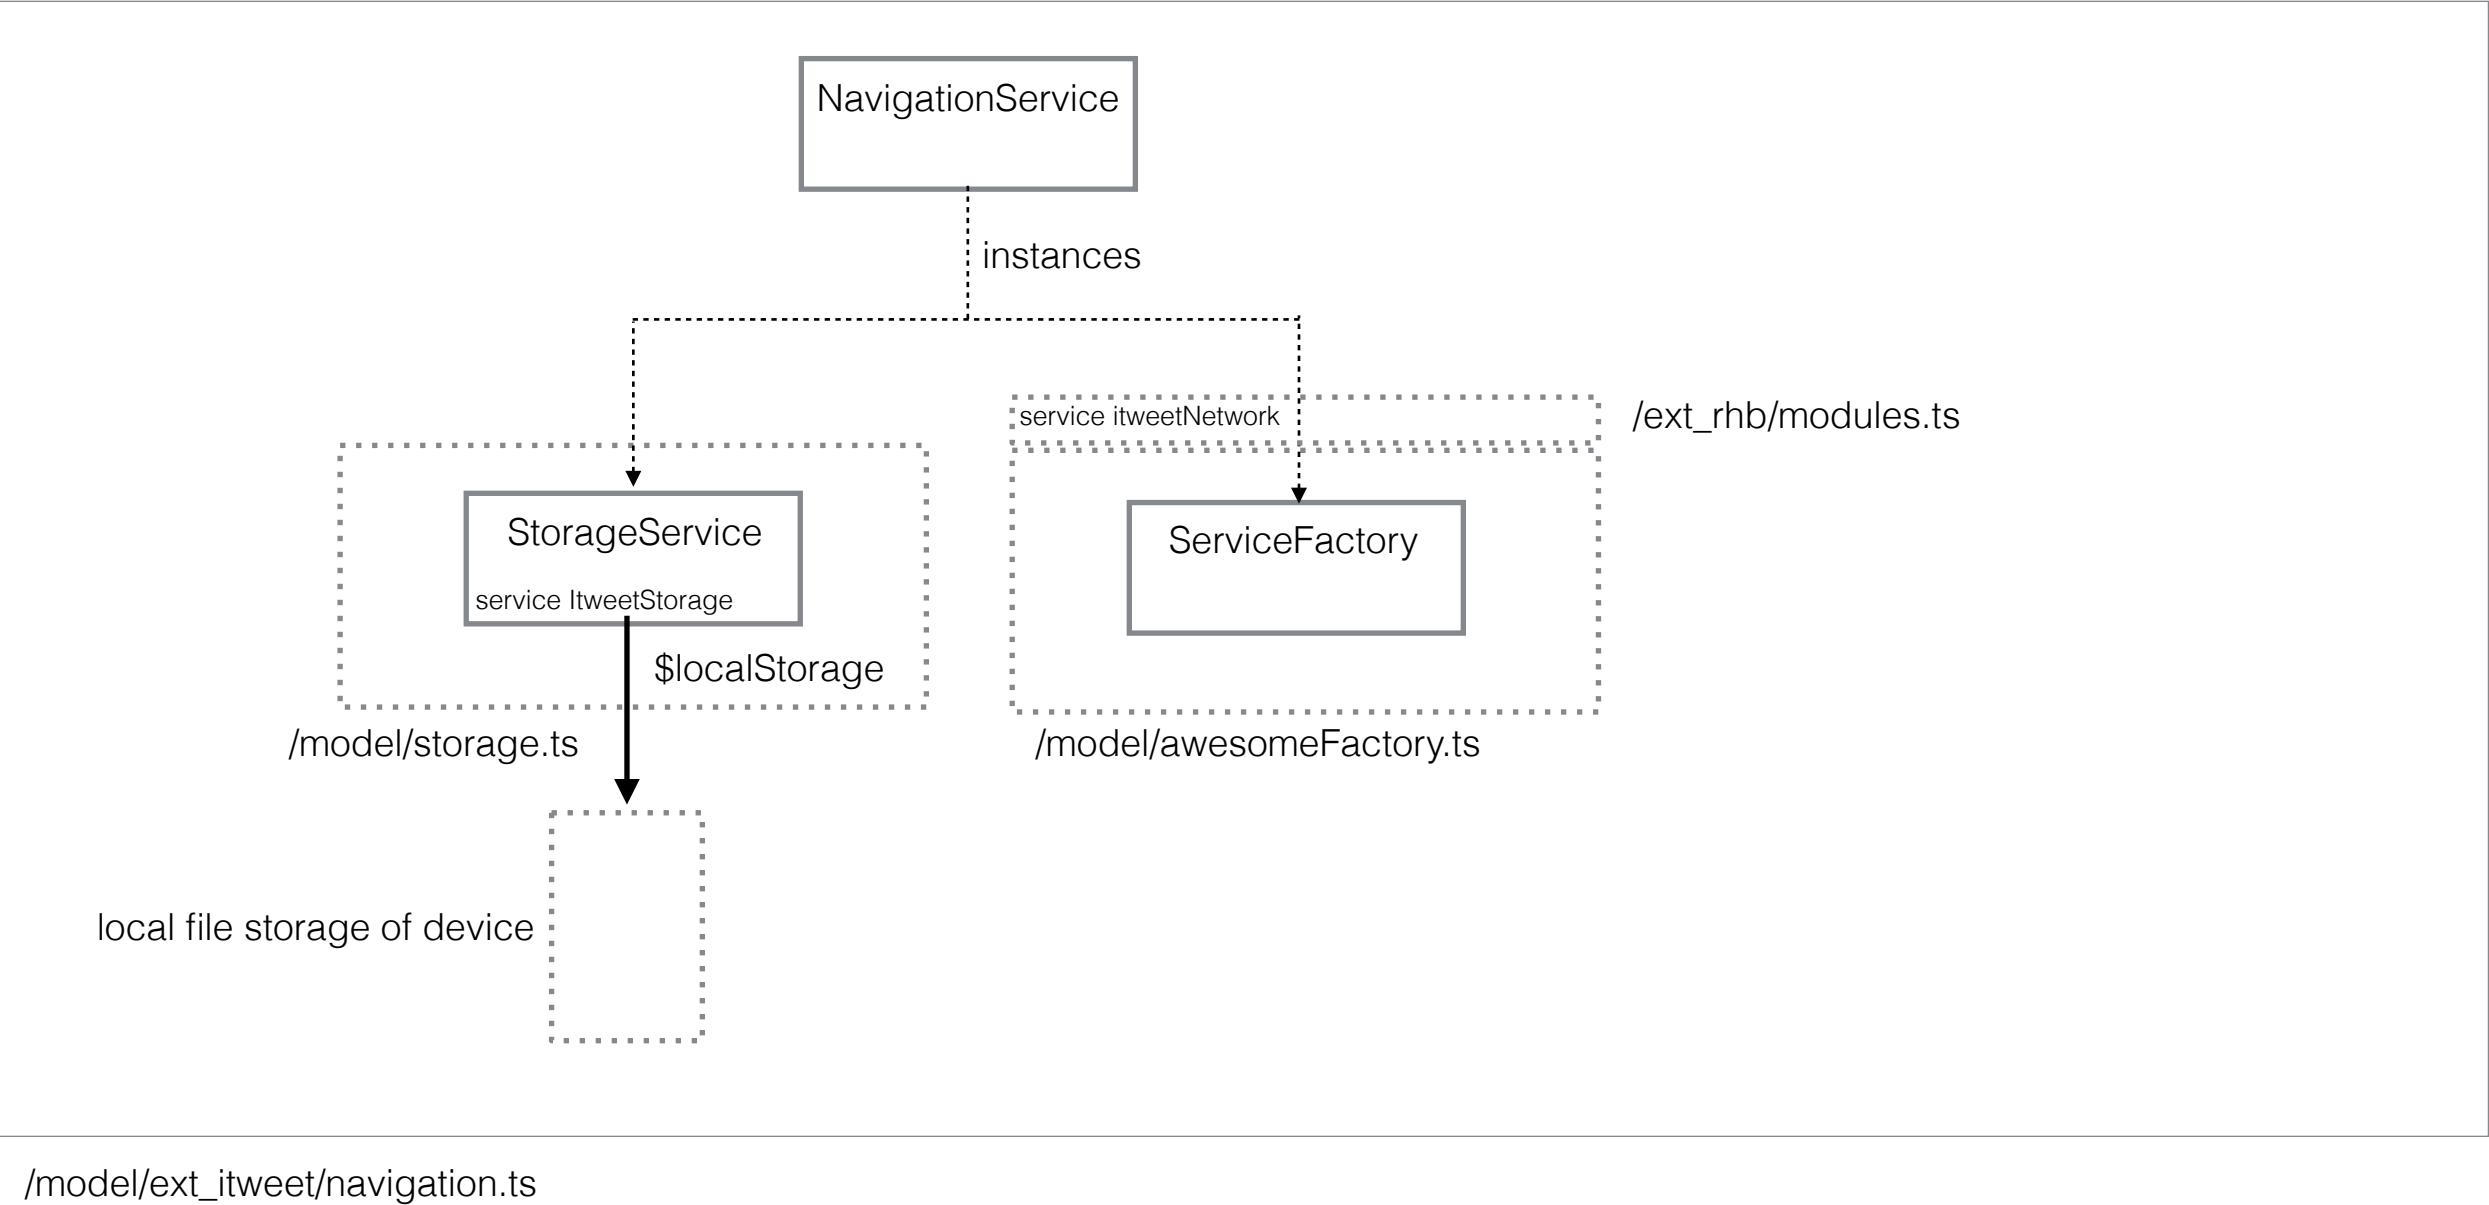 NavigationService
instances
service itweetNetwork
/ext_rhb/modules.ts
StorageService
service ItweetStorage
ServiceFactory
$localStorage
/model/storage.ts
/model/awesomeFactory.ts
local file storage of device
/model/ext_itweet/navigation.ts